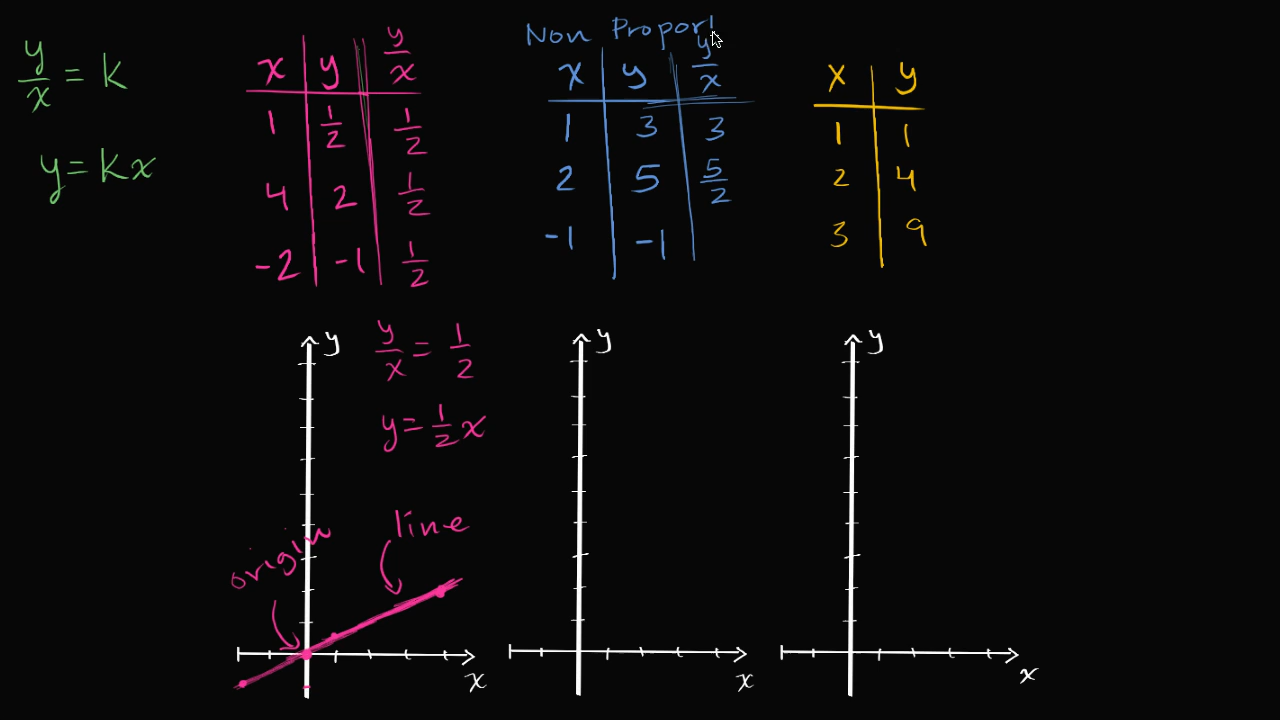 y/x = k
y = kx
x | y | y/x
1 | 1/2 | 1/2
4 | 2 | 1/2
-2 | -1 | 1/2
Non Propor
x | y | y/x
1 | 3 | 3
2 | 5 | 5/2
-1 | -1
x | y
1 | 1
2 | 4
3 | 9
y
y/x = 1/2
y = 1/2 x
line
origin
x
y
x
y
x